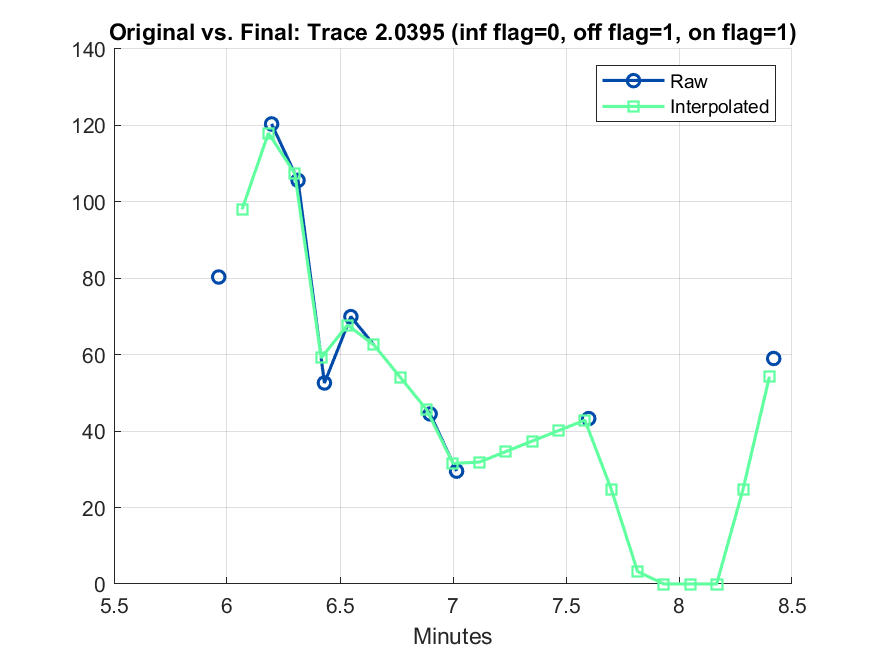 Original vs. Final: Trace 2.0395 (inf flag=0, off flag=1, on flag=1)
140
120
100
80
60
40
20
0
Raw
Interpolated
5.5 6 6.5 7 7.5 8 8.5
Minutes